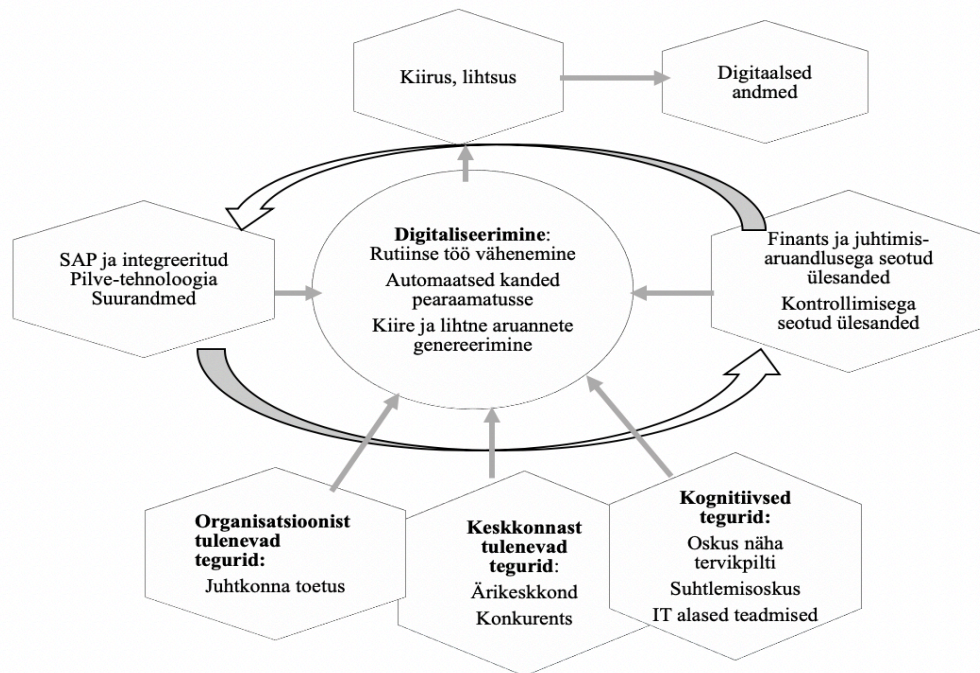 Kiirus, lihtsus
Digitaalsed
andmed
SAP ja integreeritud
Pilve-tehnoloogia
Suurandmed
Digitaliseerimine:
Rutiinse töö vähenemine
Automaatsed kanded
pearaamatusse
Kiire ja lihtne aruannete
genereerimine
Finants ja juhtimis-
aruandlusega seotud
ülesanded
Kontrollimisega
seotud ülesanded
Organisatsioonist
tulenevad
tegurid:
Juhtkonna toetus
Keskkonnast
tulenevad
tegurid:
Ärikeskkond
Konkurents
Kognitiivsed
tegurid:
Oskus näha
tervikpilti
Suhtlemisoskus
IT alased teadmised